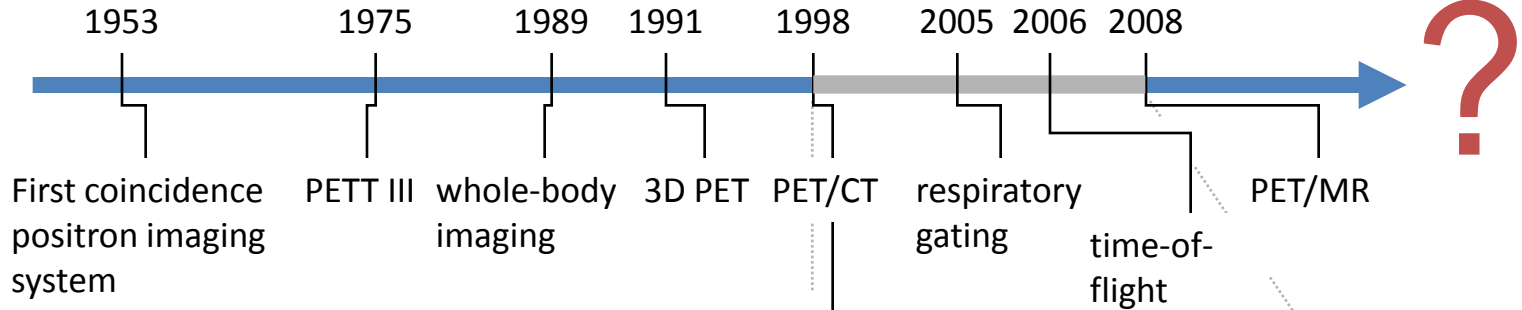 1953 1975 1989 1991 1998 2005 2006 2008
?
First coincidence
positron imaging
system
PETT III
whole-body
imaging
3D PET
PET/CT
respiratory
gating
time-of-
flight
PET/MR